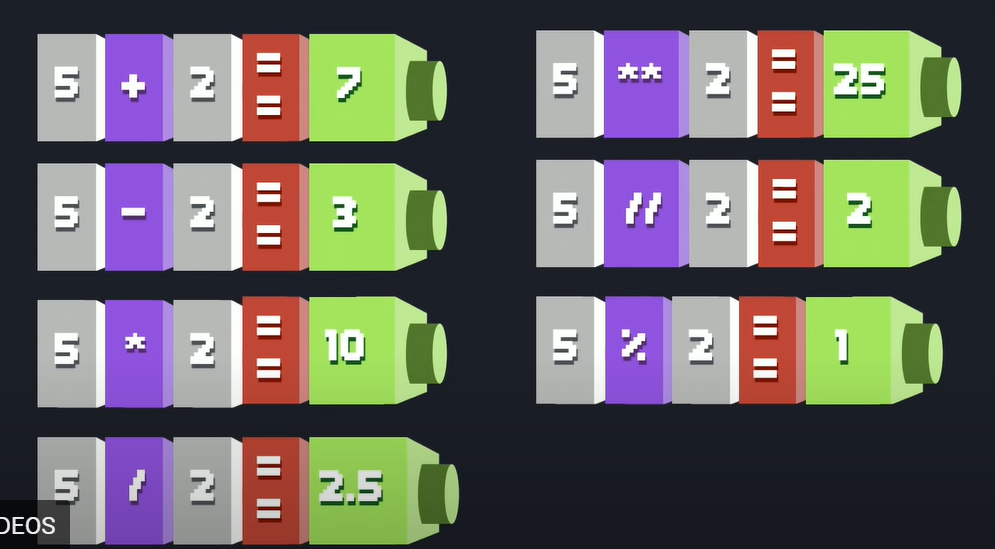 5 + 2 == 7
5 - 2 == 3
5 * 2 == 10
5 / 2 == 2.5
5 ** 2 == 25
5 // 2 == 2
5 % 2 == 1
DEOS